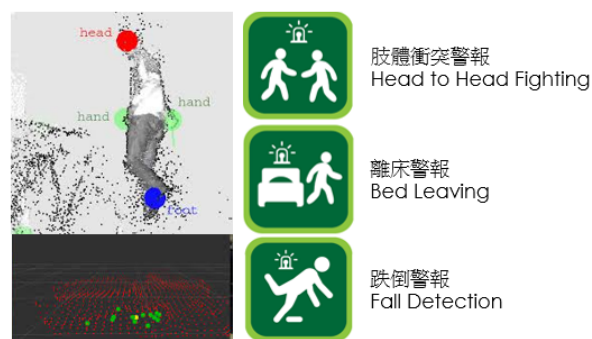 head
hand
hand
foot
肢體衝突警報
Head to Head Fighting
離床警報
Bed Leaving
跌倒警報
Fall Detection